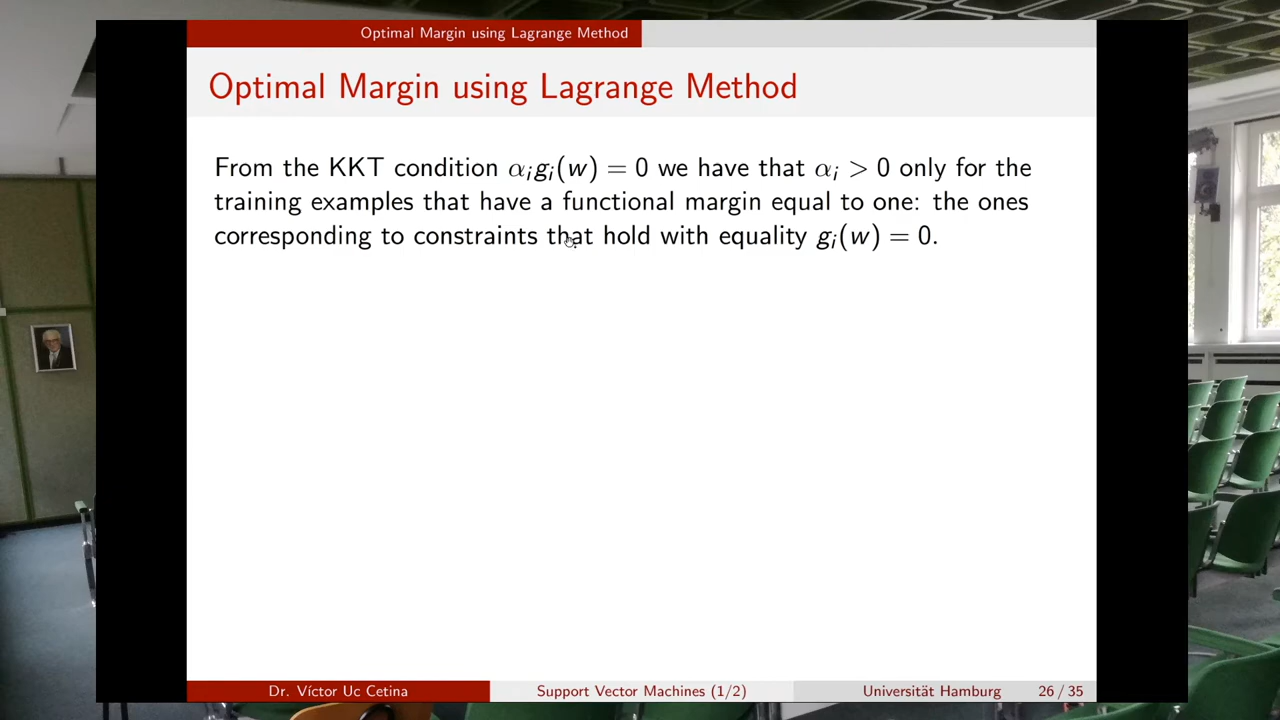 Optimal Margin using Lagrange Method
Optimal Margin using Lagrange Method
From the KKT condition αᵢgᵢ(w) = 0 we have that αᵢ > 0 only for the
training examples that have a functional margin equal to one: the ones
corresponding to constraints that hold with equality gᵢ(w) = 0.
Dr. Víctor Uc Cetina Support Vector Machines (1/2) Universität Hamburg 26 / 35